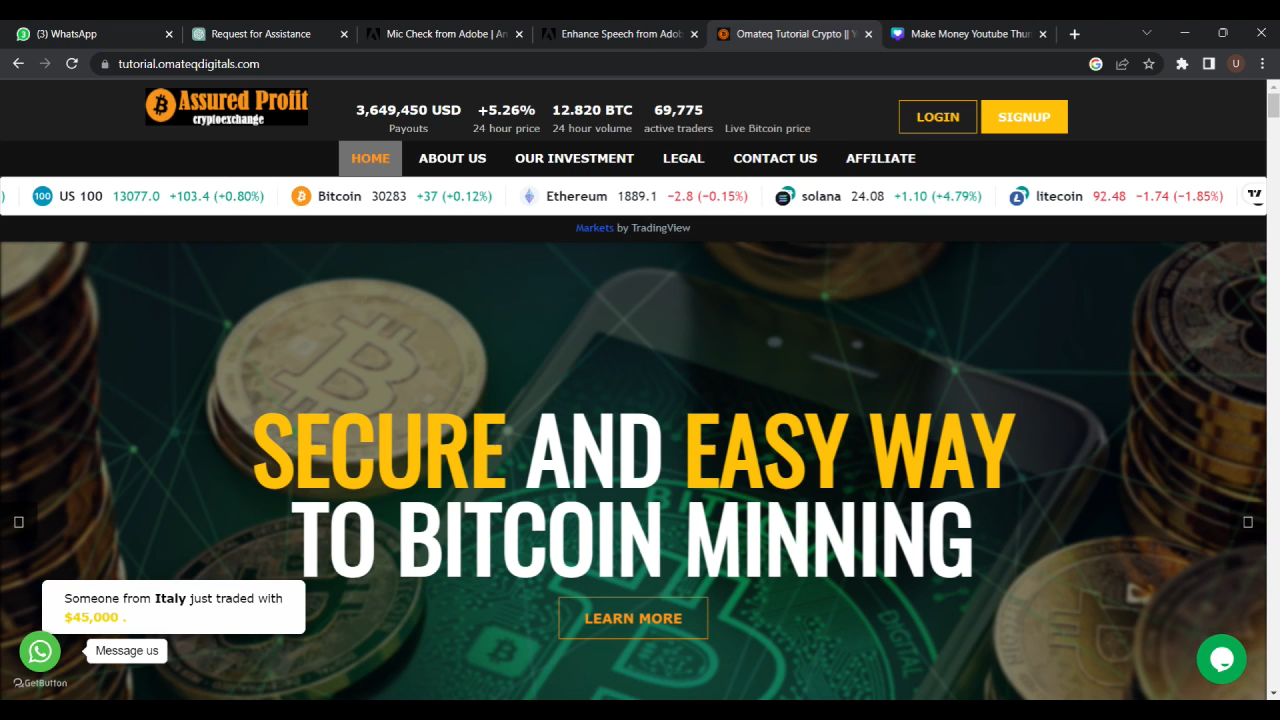 (3) WhatsApp
Request for Assistance
Mic Check from Adobe | An
Enhance Speech from Adob
Omateq Tutorial Crypto || Y
Make Money Youtube Thum
tutorial.omateqdigitals.com
U
Assured Profit
cryptoexchange
3,649,450 USD +5.26% 12.820 BTC 69,775
Payouts 24 hour price 24 hour volume active traders Live Bitcoin price
LOGIN SIGNUP
HOME ABOUT US OUR INVESTMENT LEGAL CONTACT US AFFILIATE
) 100 US 100 13077.0 +103.4 (+0.80%) Bitcoin 30283 +37 (+0.12%) Ethereum 1889.1 −2.8 (−0.15%) solana 24.08 +1.10 (+4.79%) litecoin 92.48 −1.74 (−1.85%)
Markets by TradingView
SECURE AND EASY WAY
TO BITCOIN MINNING
LEARN MORE
Someone from Italy just traded with
$45,000 .
Message us
GetButton